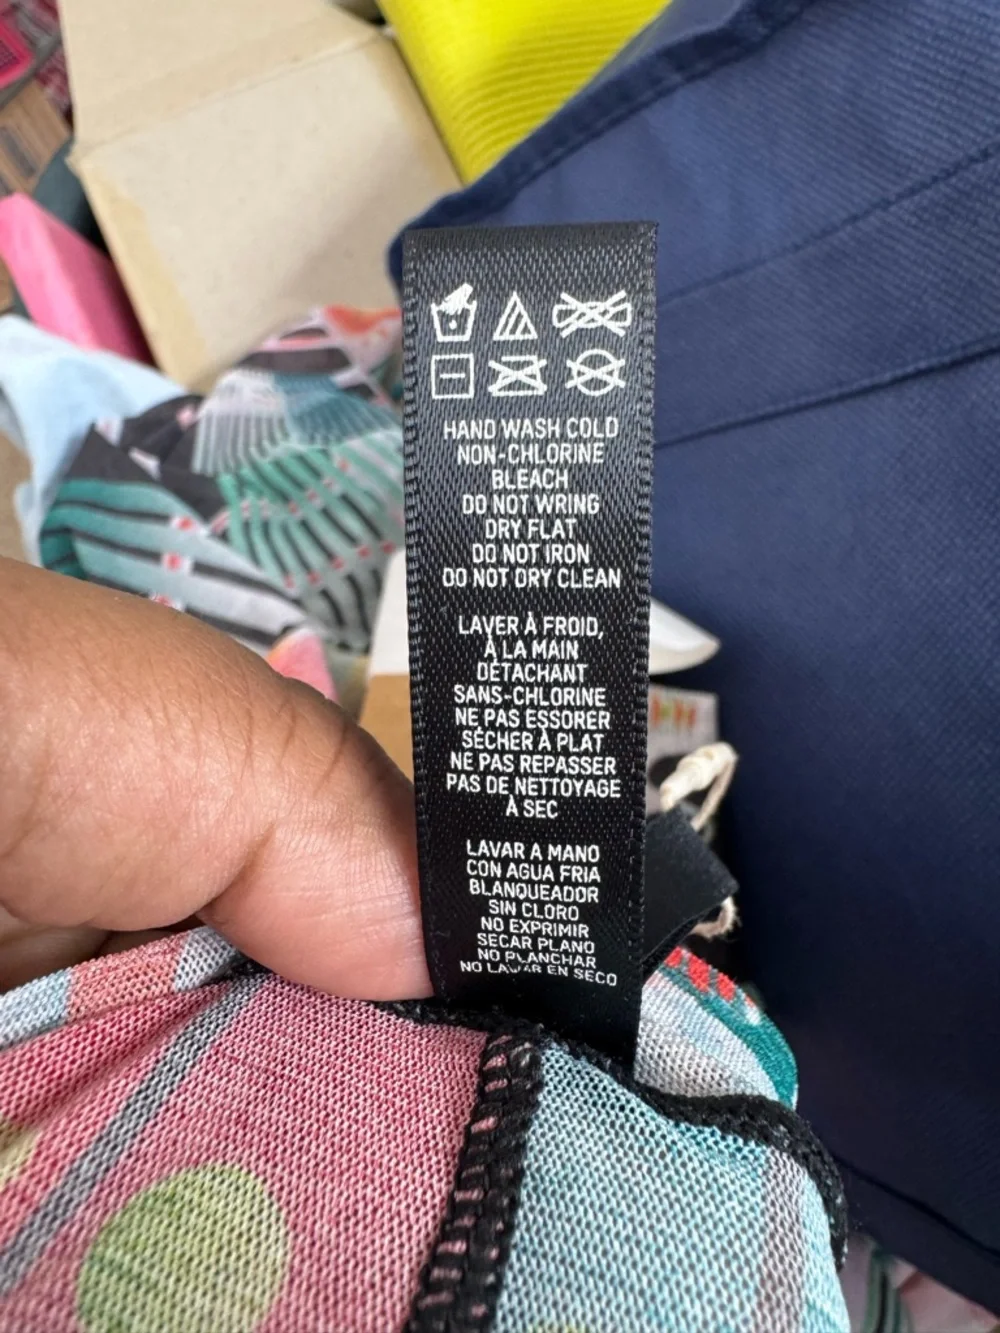 HAND WASH COLD
NON-CHLORINE
BLEACH
DO NOT WRING
DRY FLAT
DO NOT IRON
DO NOT DRY CLEAN
LAVER À FROID,
À LA MAIN
DÉTACHANT
SANS-CHLORINE
NE PAS ESSORER
SÉCHER À PLAT
NE PAS REPASSER
PAS DE NETTOYAGE
À SEC
LAVAR A MANO
CON AGUA FRIA
BLANQUEADOR
SIN CLORO
NO EXPRIMIR
SECAR PLANO
NO PLANCHAR
NO LAVAR EN SECO